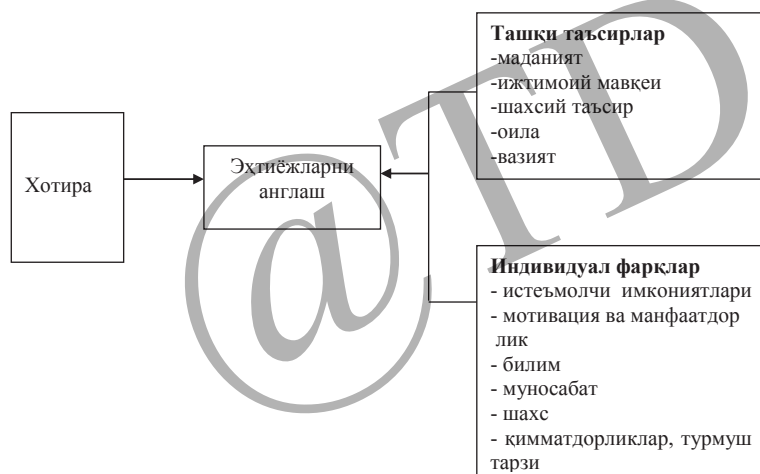 Хотира
Эҳтиёжларни
англаш
Ташқи таъсирлар
-маданият
-ижтимоий мавқеи
-шахсий таъсир
-оила
-вазият
Индивидуал фарқлар
- истеъмолчи имкониятлари
- мотивация ва манфаатдор
лик
- билим
- муносабат
- шахс
- қимматдорликлар, турмуш
тарзи
@TD